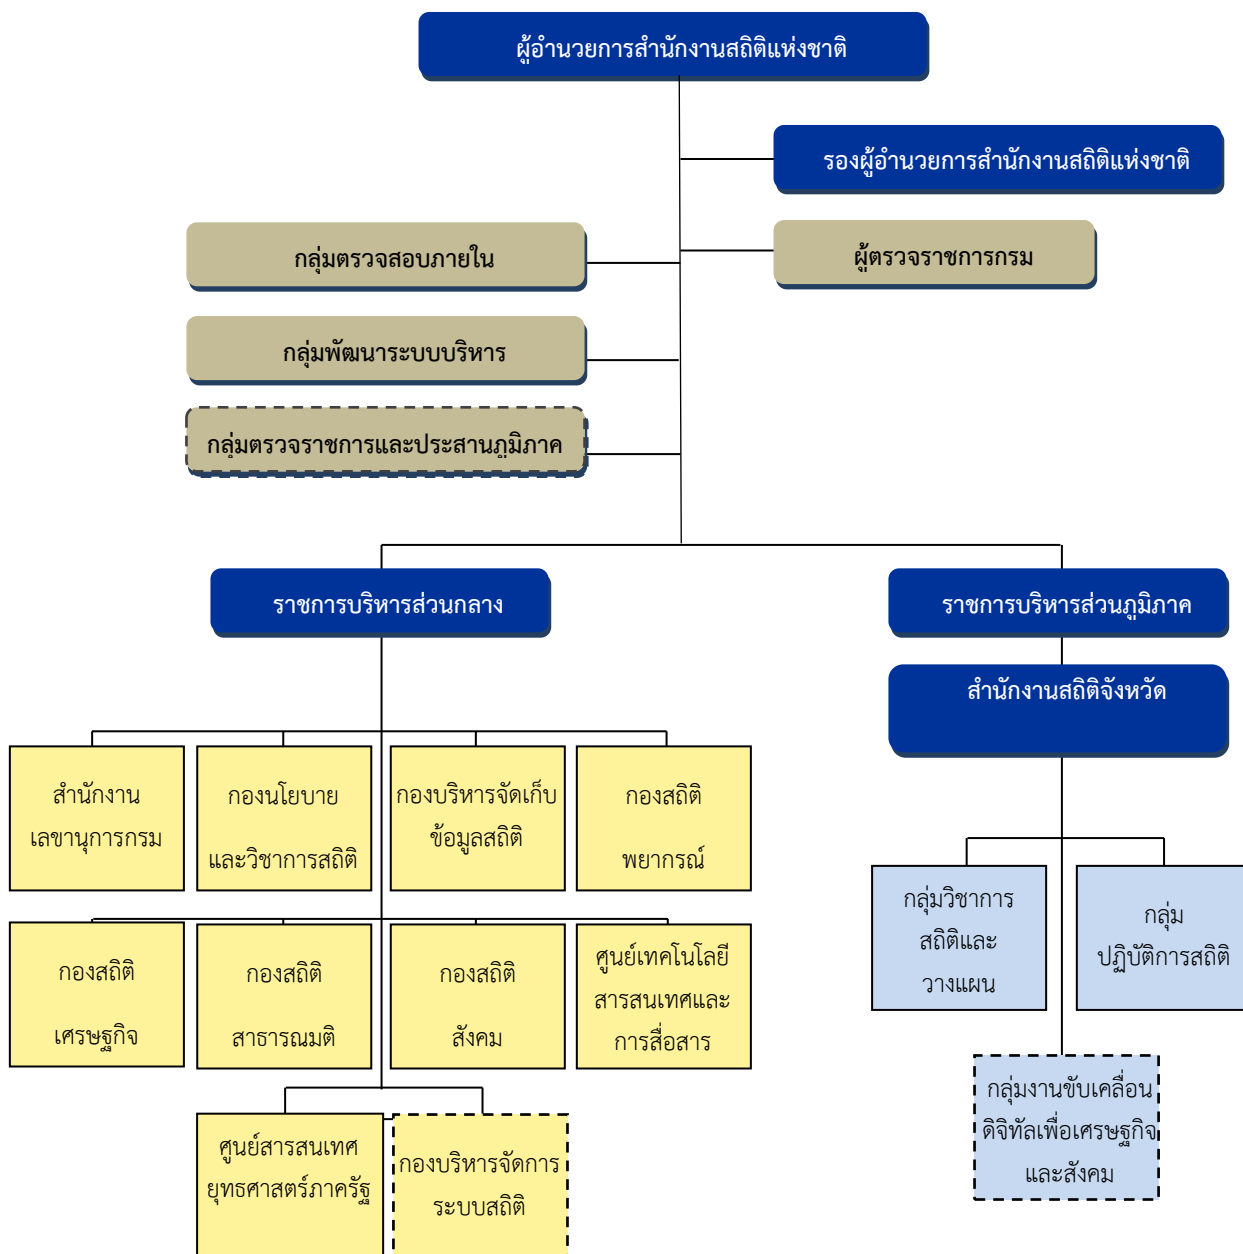 ผู้อำนวยการสำนักงานสถิติแห่งชาติ
รองผู้อำนวยการสำนักงานสถิติแห่งชาติ
กลุ่มตรวจสอบภายใน
ผู้ตรวจราชการกรม
กลุ่มพัฒนาระบบบริหาร
กลุ่มตรวจราชการและประสานภูมิภาค
ราชการบริหารส่วนกลาง
ราชการบริหารส่วนภูมิภาค
สำนักงานสถิติจังหวัด
สำนักงาน
เลขานุการกรม
กองนโยบาย
และวิชาการสถิติ
กองบริหารจัดเก็บ
ข้อมูลสถิติ
กองสถิติ
พยากรณ์
กลุ่มวิชาการ
สถิติและ
วางแผน
กลุ่ม
ปฏิบัติการสถิติ
กองสถิติ
เศรษฐกิจ
กองสถิติ
สาธารณมติ
กองสถิติ
สังคม
ศูนย์เทคโนโลยี
สารสนเทศและ
การสื่อสาร
กลุ่มงานขับเคลื่อน
ดิจิทัลเพื่อเศรษฐกิจ
และสังคม
ศูนย์สารสนเทศ
ยุทธศาสตร์ภาครัฐ
กองบริหารจัดการ
ระบบสถิติ